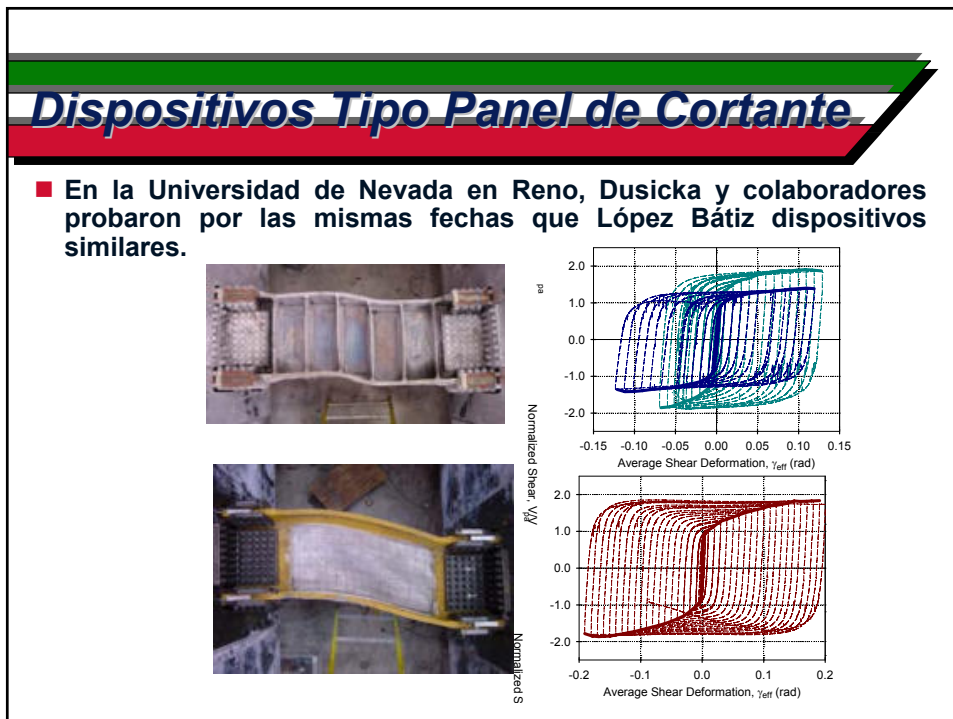 Dispositivos Tipo Panel de Cortante
En la Universidad de Nevada en Reno, Dusicka y colaboradores
probaron por las mismas fechas que López Bátiz dispositivos
similares.
pa
2.0
1.0
0.0
-1.0
-2.0
-0.15 -0.10 -0.05 0.00 0.05 0.10 0.15
Average Shear Deformation, γeff (rad)
Normalized Shear, V/Vpa
2.0
1.0
0.0
-1.0
-2.0
-0.2 -0.1 0.0 0.1 0.2
Average Shear Deformation, γeff (rad)
Normalized S